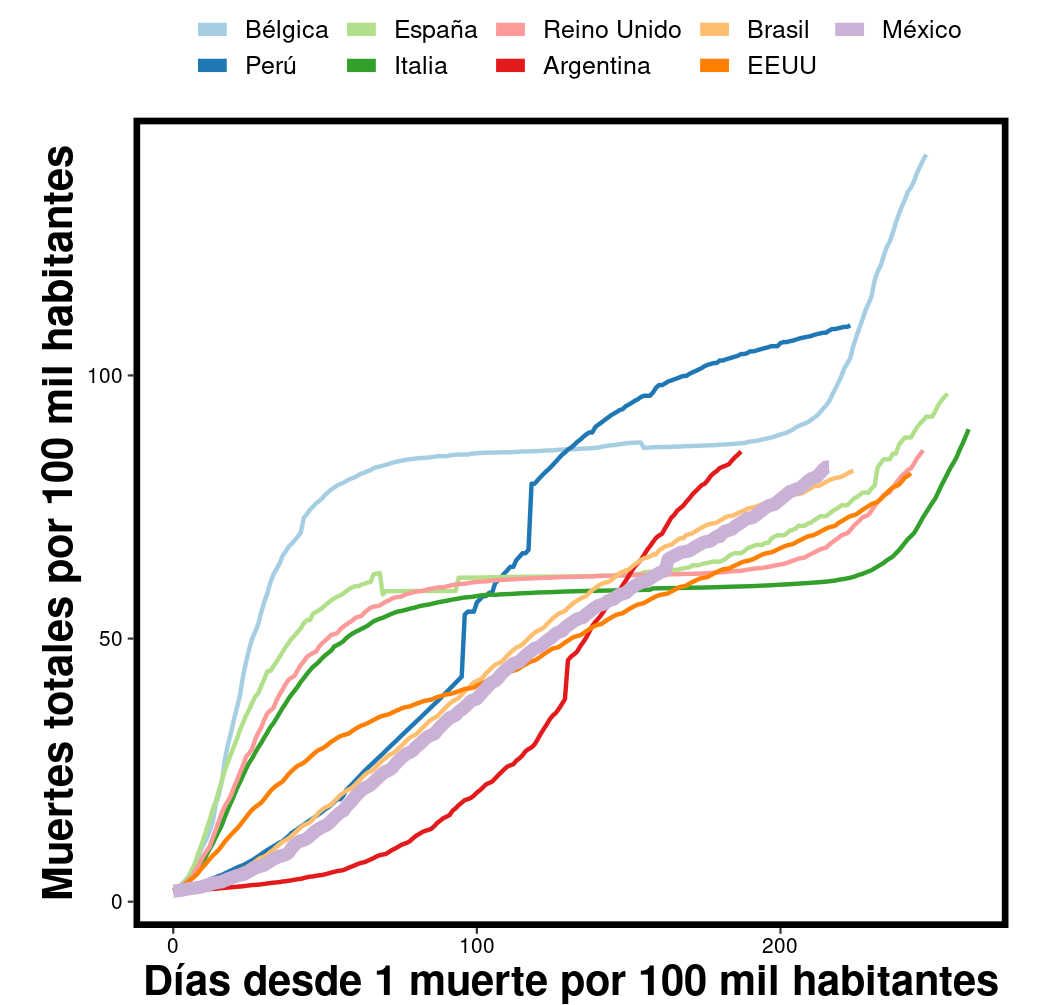 Bélgica España Reino Unido Brasil México
Perú Italia Argentina EEUU
Muertes totales por 100 mil habitantes
100
50
0
0 100 200
Días desde 1 muerte por 100 mil habitantes